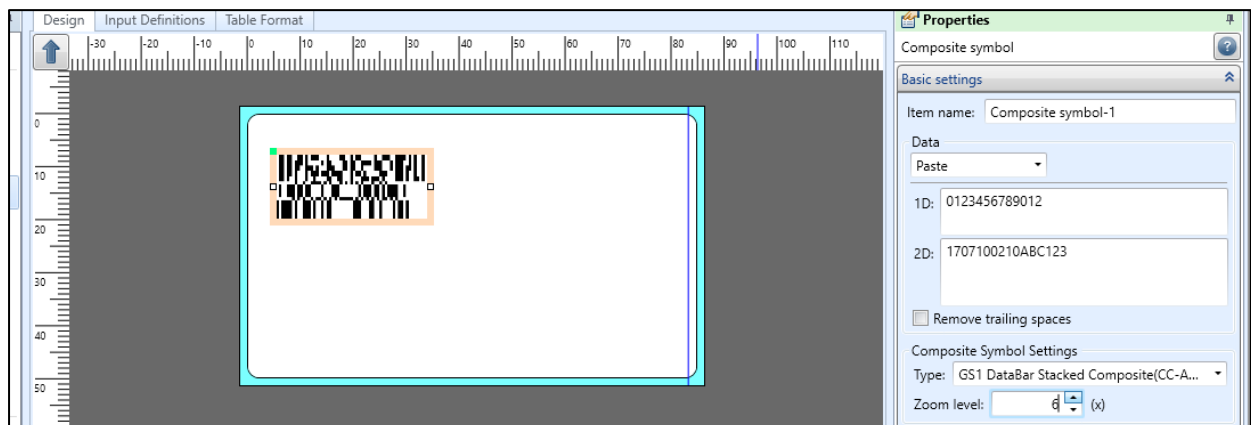 Design Input Definitions Table Format
-30 -20 -10 0 10 20 30 40 50 60 70 80 90 100 110
0
10
20
30
40
50
Properties
Composite symbol
?
Basic settings
Item name: Composite symbol-1
Data
Paste
1D: 0123456789012
2D: 1707100210ABC123
Remove trailing spaces
Composite Symbol Settings
Type: GS1 DataBar Stacked Composite(CC-A...
Zoom level: 6 (x)